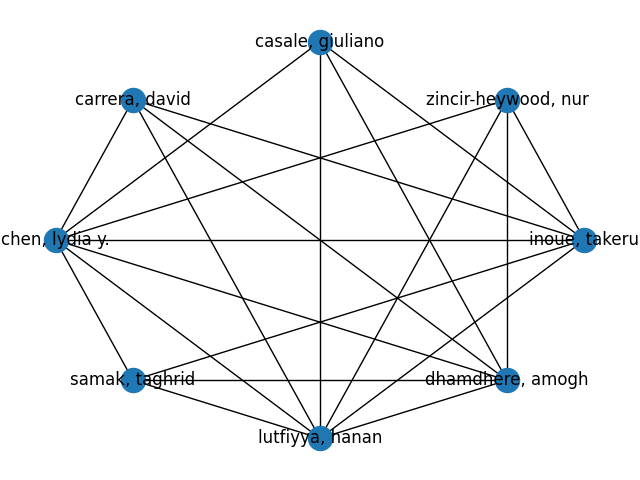 casale, giuliano
carrera, david
zincir-heywood, nur
chen, lydia y.
inoue, takeru
samak, taghrid
dhamdhere, amogh
lutfiyya, hanan